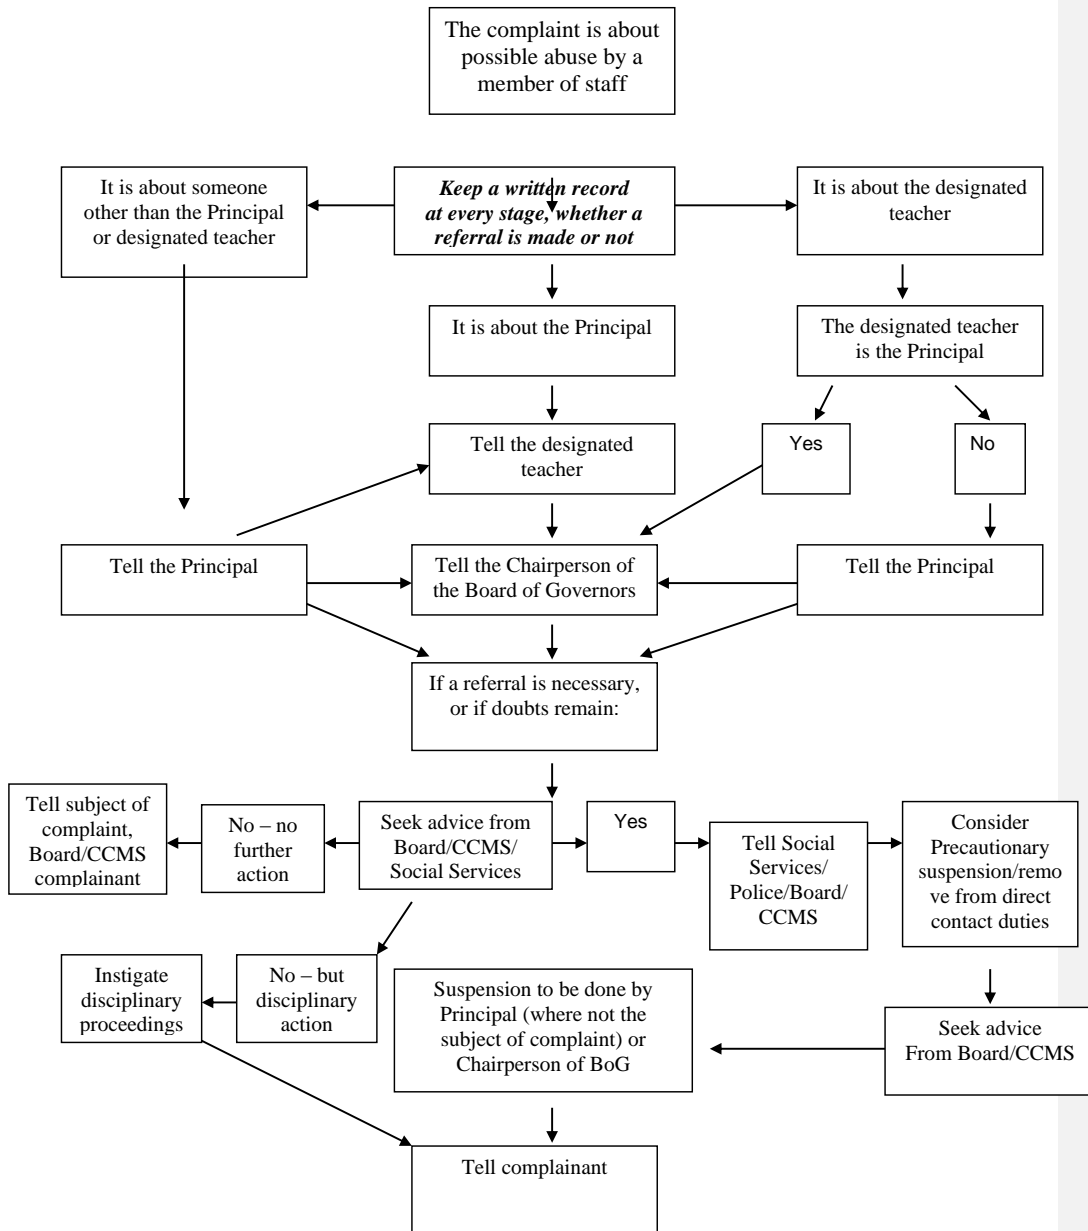 The complaint is about
possible abuse by a
member of staff
It is about someone
other than the Principal
or designated teacher
Keep a written record
at every stage, whether a
referral is made or not
It is about the designated
teacher
It is about the Principal
The designated teacher
is the Principal
Tell the designated
teacher
Yes
No
Tell the Principal
Tell the Chairperson of
the Board of Governors
Tell the Principal
If a referral is necessary,
or if doubts remain:
Tell subject of
complaint,
Board/CCMS
complainant
No – no
further
action
Seek advice from
Board/CCMS/
Social Services
Yes
Tell Social
Services/
Police/Board/
CCMS
Consider
Precautionary
suspension/remo
ve from direct
contact duties
Instigate
disciplinary
proceedings
No – but
disciplinary
action
Suspension to be done by
Principal (where not the
subject of complaint) or
Chairperson of BoG
Seek advice
From Board/CCMS
Tell complainant